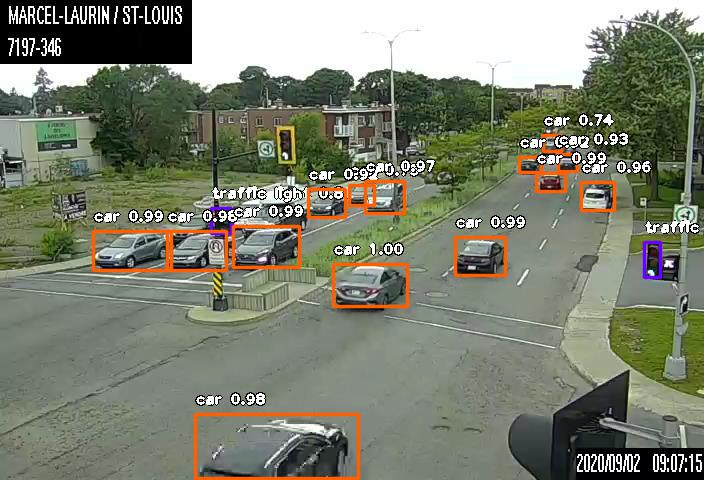 MARCEL-LAURIN / ST-LOUIS
7197-346
car 0.74
car 0.93
car 0.99
car 0.96
car 0.97
traffic light 0.8
car 0.99
car 0.96
car 0.99
car 0.99
traffic
car 1.00
car 0.98
2020/09/02 09:07:15